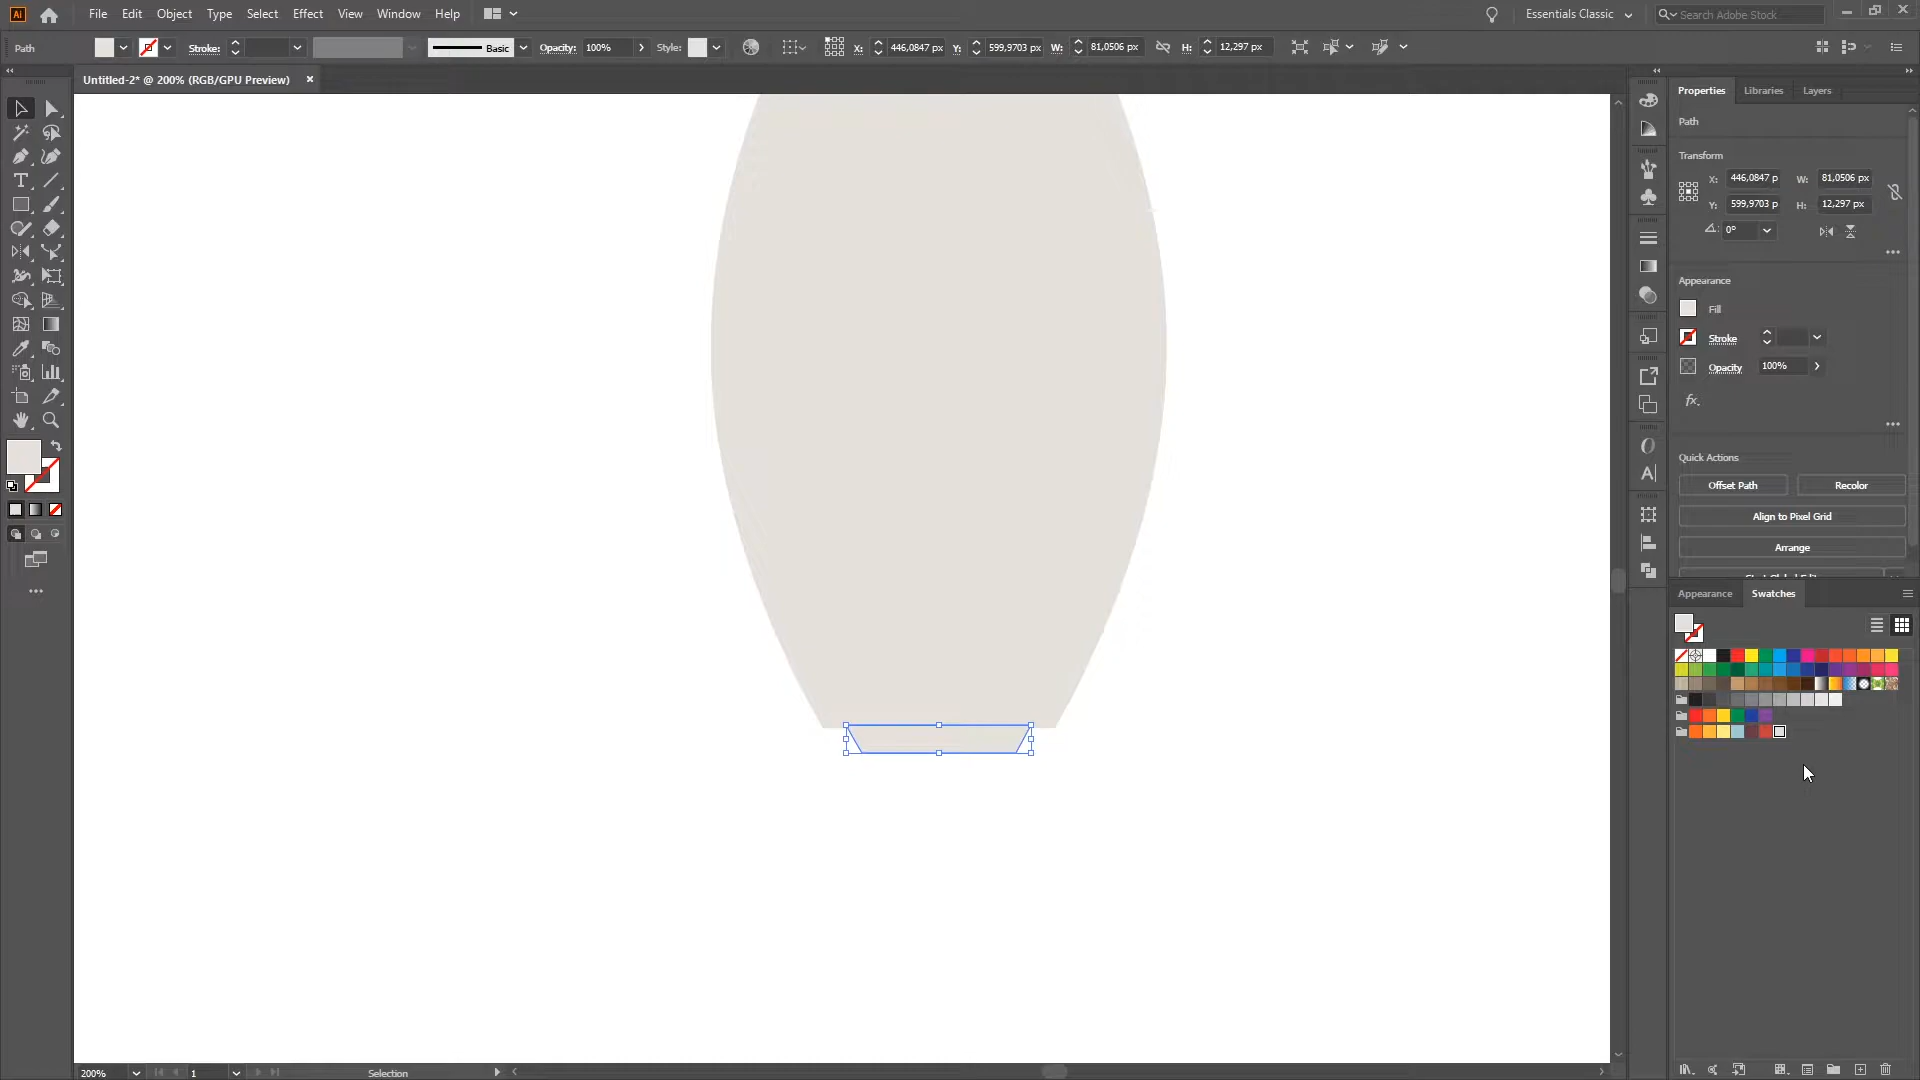 Ai File Edit Object Type Select Effect View Window Help Essentials Classic Search Adobe Stock
Path Stroke: Basic Opacity: 100% Style: X: 446,0847 px Y: 599,9703 px W: 81,0506 px H: 12,297 px
Untitled-2* @ 200% (RGB/GPU Preview)
Properties Libraries Layers
Path
Transform
X: 446,0847 p W: 81,0506 px
Y: 599,9703 p H: 12,297 px
0°
Appearance
Fill
Stroke
Opacity 100%
fx.
Quick Actions
Offset Path Recolor
Align to Pixel Grid
Arrange
Appearance Swatches
200% 1 Selection